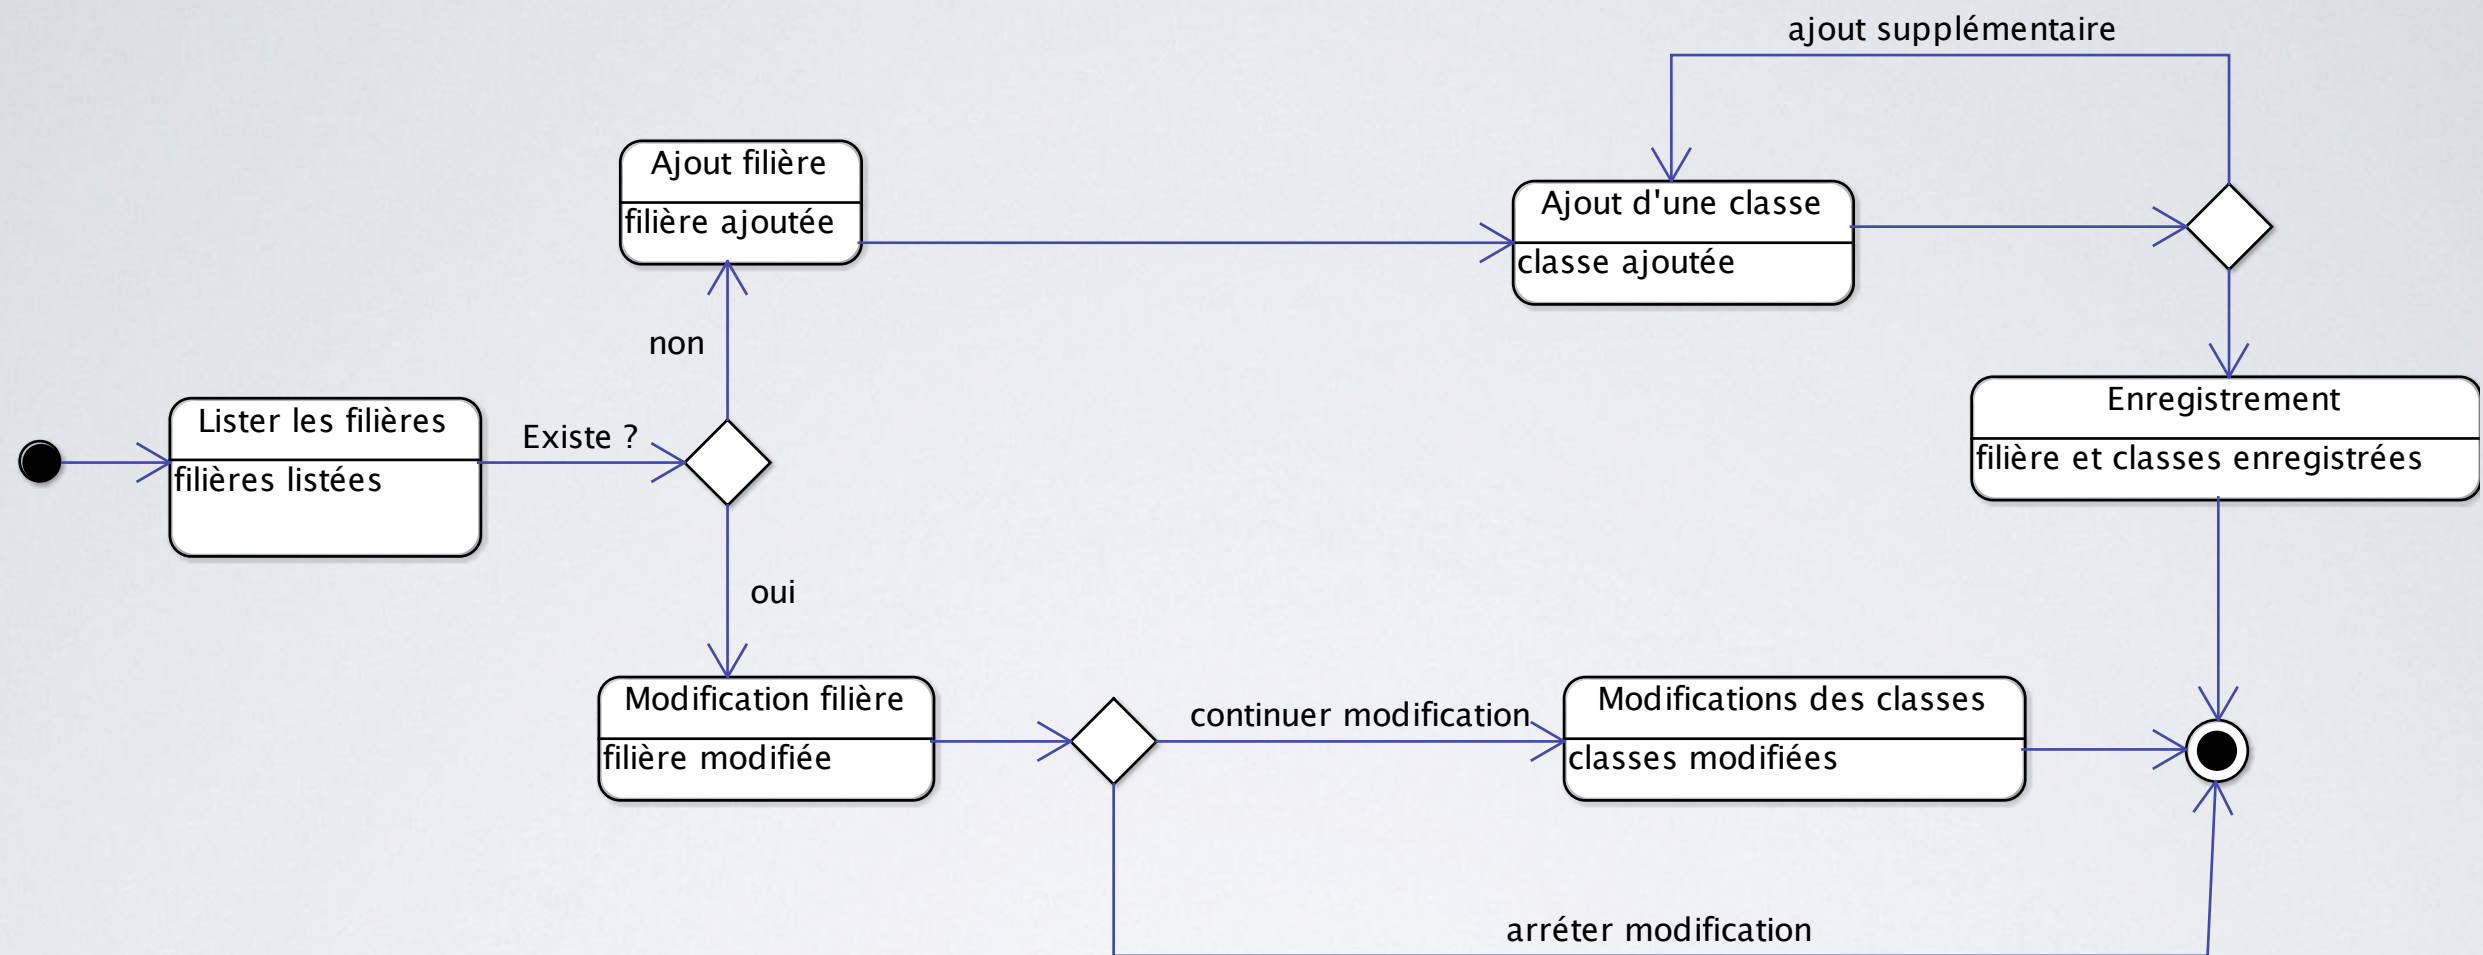 ajout supplémentaire
Ajout filière
filière ajoutée
Ajout d'une classe
classe ajoutée
non
Enregistrement
filière et classes enregistrées
Lister les filières
filières listées
Existe ?
oui
Modification filière
filière modifiée
continuer modification
Modifications des classes
classes modifiées
arréter modification